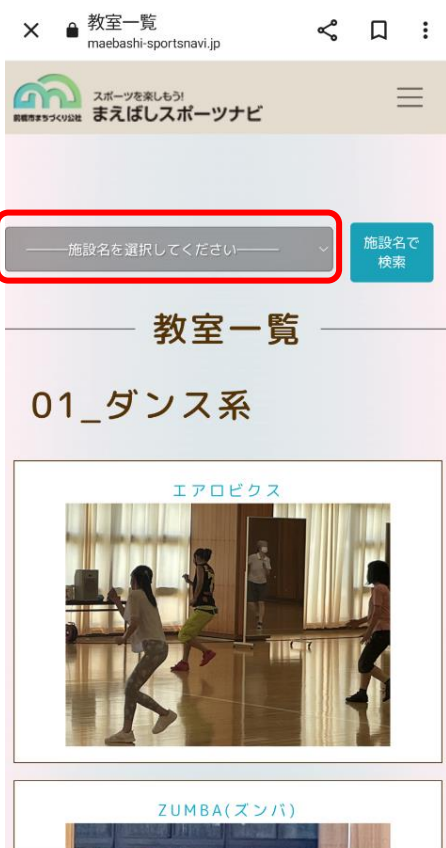 教室一覧
maebashi-sportsnavi.jp
スポーツを楽しもう!
前橋市まちづくり公社 まえばしスポーツナビ
───施設名を選択してください───
施設名で
検索
教室一覧
01_ダンス系
エアロビクス
ZUMBA(ズンバ)